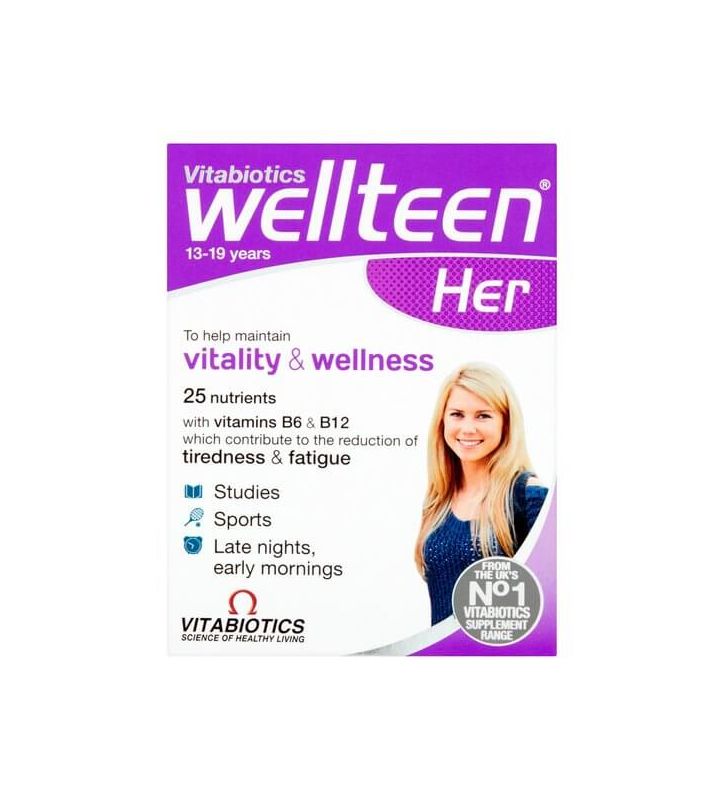 Vitabiotics
wellteen®
13-19 years
Her
To help maintain
vitality & wellness
25 nutrients
with vitamins B6 & B12
which contribute to the reduction of
tiredness & fatigue
Studies
Sports
Late nights,
early mornings
VITABIOTICS
SCIENCE OF HEALTHY LIVING
FROM
THE UK'S
Nº1
VITABIOTICS
SUPPLEMENT
RANGE